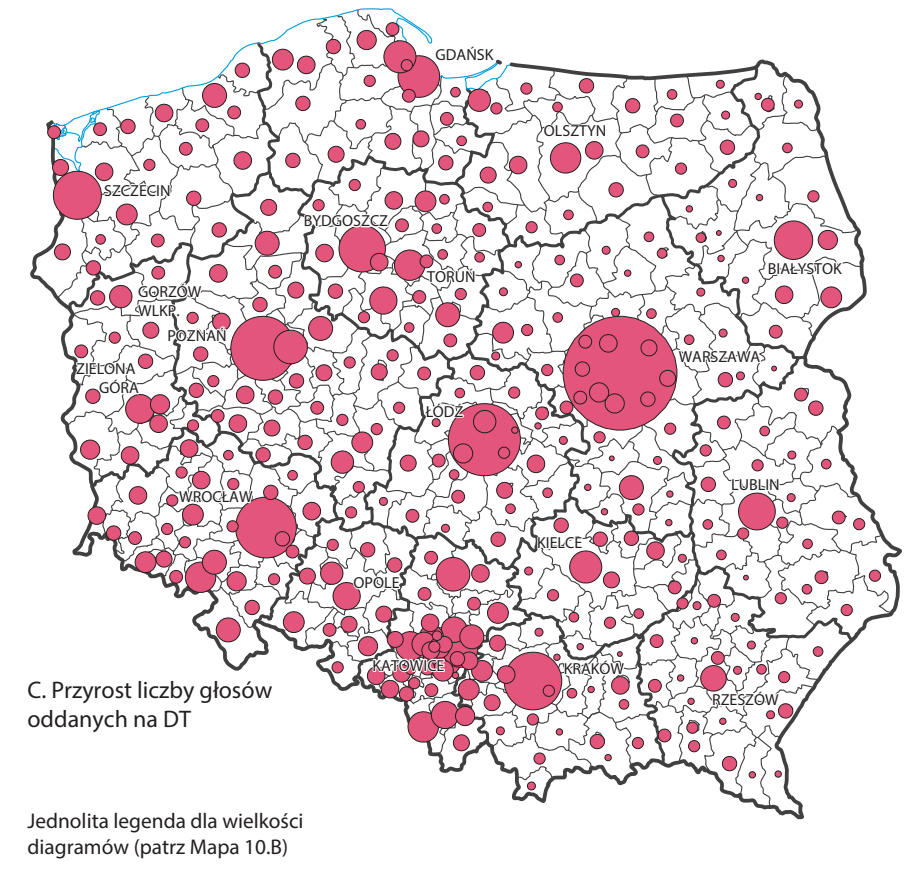 GDAŃSK
OLSZTYN
SZCZECIN
BYDGOSZCZ
BIAŁYSTOK
TORUŃ
GORZÓW
WLKP.
POZNAŃ
WARSZAWA
ZIELONA
GÓRA
ŁÓDŹ
LUBLIN
WROCŁAW
KIELCE
OPOLE
KATOWICE
KRAKÓW
RZESZÓW
C. Przyrost liczby głosów
oddanych na DT
Jednolita legenda dla wielkości
diagramów (patrz Mapa 10.B)